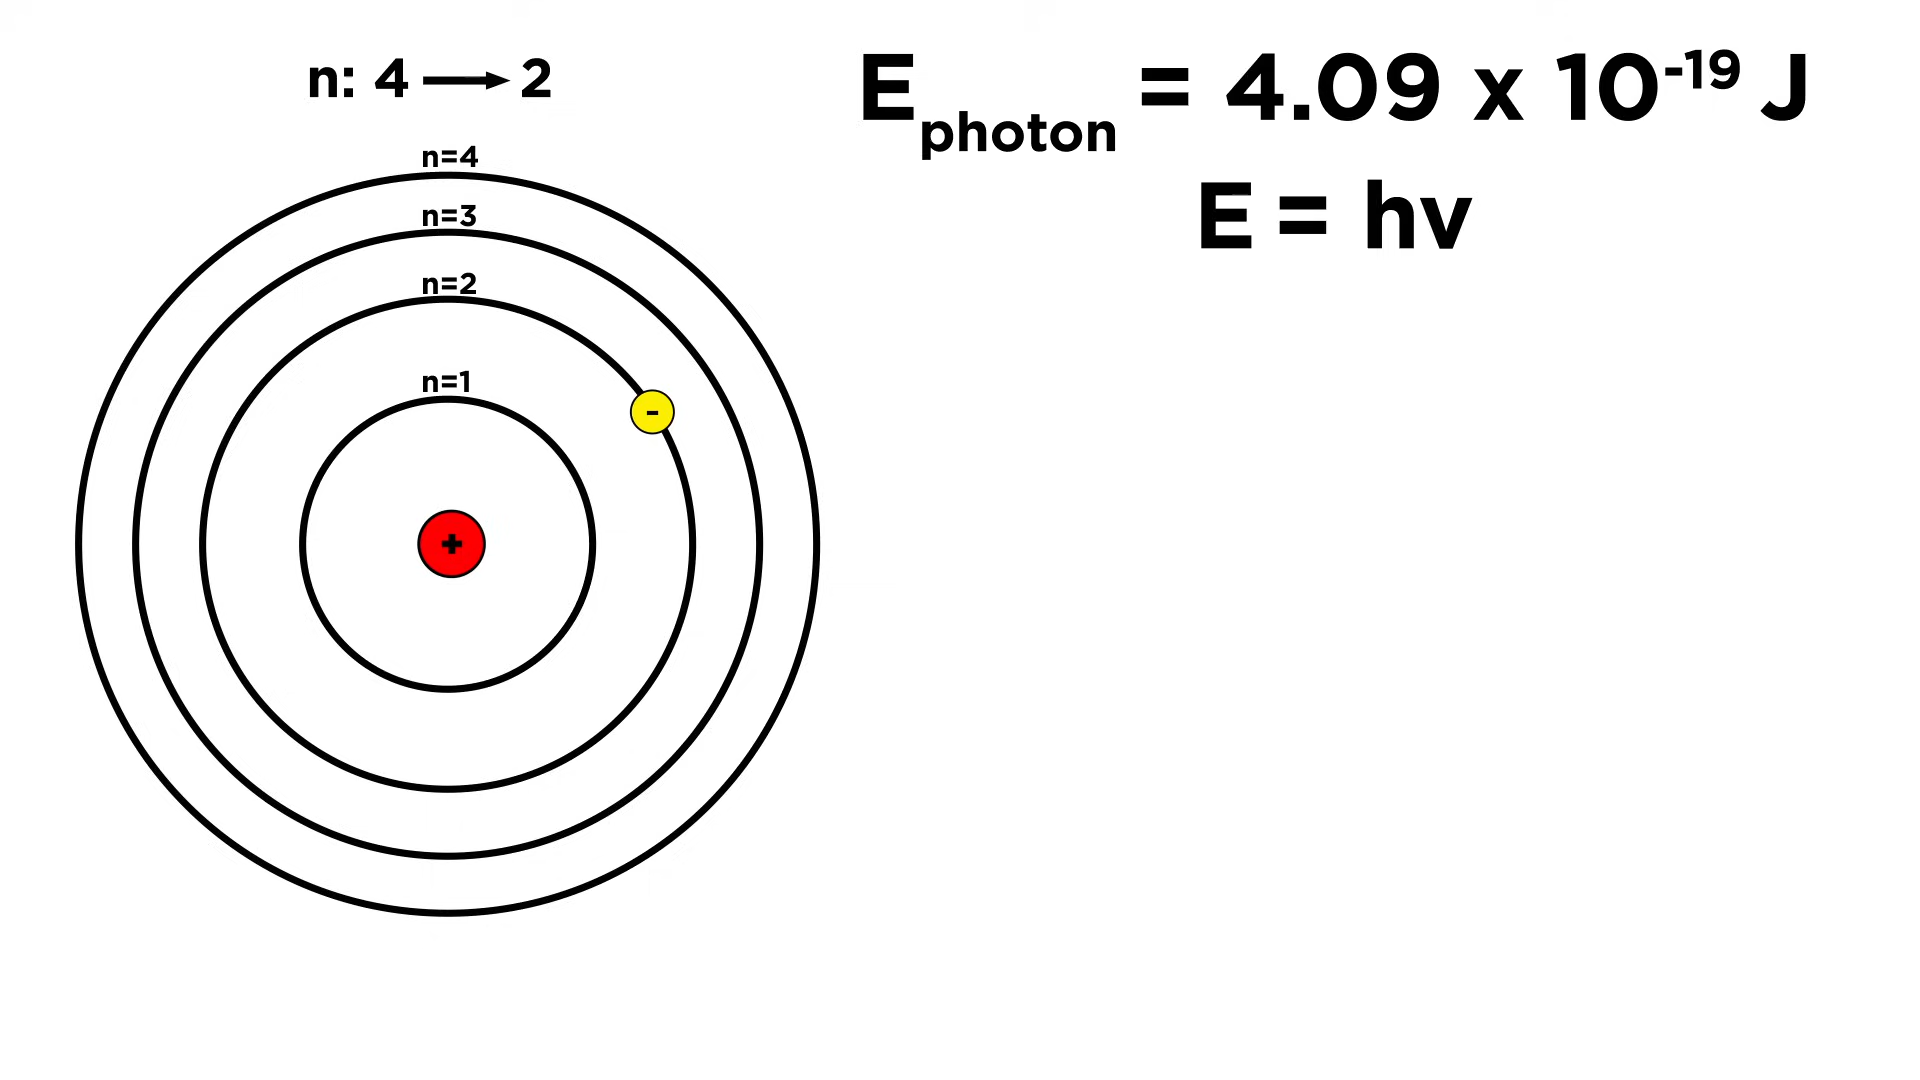 n: 4 ⟶ 2
n=4
n=3
n=2
n=1
-
+
E_photon = 4.09 x 10⁻¹⁹ J
E = hv